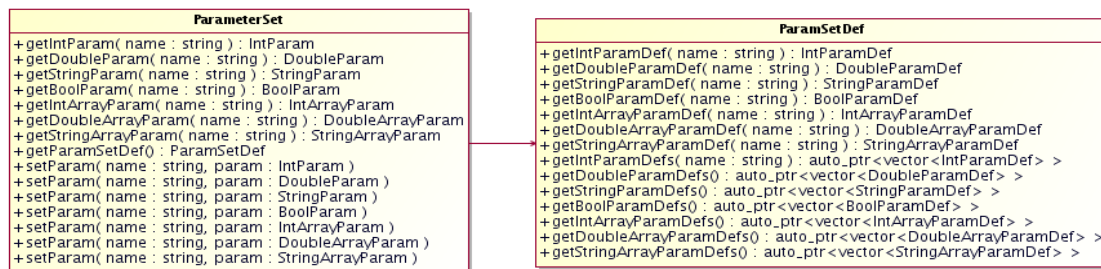 ParameterSet
+getIntParam( name : string ) : IntParam
+getDoubleParam( name : string ) : DoubleParam
+getStringParam( name : string ) : StringParam
+getBoolParam( name : string ) : BoolParam
+getIntArrayParam( name : string ) : IntArrayParam
+getDoubleArrayParam( name : string ) : DoubleArrayParam
+getStringArrayParam( name : string ) : StringArrayParam
+getParamSetDef() : ParamSetDef
+setParam( name : string, param : IntParam )
+setParam( name : string, param : DoubleParam )
+setParam( name : string, param : StringParam )
+setParam( name : string, param : BoolParam )
+setParam( name : string, param : IntArrayParam )
+setParam( name : string, param : DoubleArrayParam )
+setParam( name : string, param : StringArrayParam )
ParamSetDef
+getIntParamDef( name : string ) : IntParamDef
+getDoubleParamDef( name : string ) : DoubleParamDef
+getStringParamDef( name : string ) : StringParamDef
+getBoolParamDef( name : string ) : BoolParamDef
+getIntArrayParamDef( name : string ) : IntArrayParamDef
+getDoubleArrayParamDef( name : string ) : DoubleArrayParamDef
+getStringArrayParamDef( name : string ) : StringArrayParamDef
+getIntParamDefs( name : string ) : auto_ptr<vector<IntParamDef> >
+getDoubleParamDefs() : auto_ptr<vector<DoubleParamDef> >
+getStringParamDefs() : auto_ptr<vector<StringParamDef> >
+getBoolParamDefs() : auto_ptr<vector<BoolParamDef> >
+getIntArrayParamDefs() : auto_ptr<vector<IntArrayParamDef> >
+getDoubleArrayParamDefs() : auto_ptr<vector<DoubleArrayParamDef> >
+getStringArrayParamDefs() : auto_ptr<vector<StringArrayParamDef> >